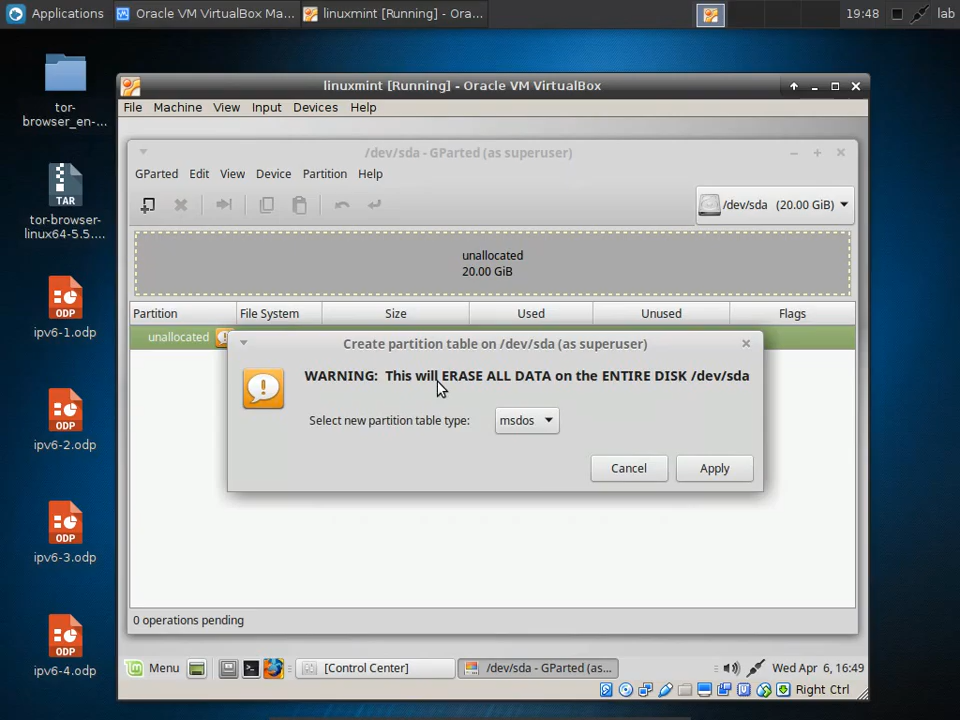 Applications
Oracle VM VirtualBox Ma...
linuxmint [Running] - Ora...
19:48
lab
tor-
browser_en-...
TAR
tor-browser-
linux64-5.5....
ODP
ipv6-1.odp
ODP
ipv6-2.odp
ODP
ipv6-3.odp
ODP
ipv6-4.odp
linuxmint [Running] - Oracle VM VirtualBox
File Machine View Input Devices Help
/dev/sda - GParted (as superuser)
GParted Edit View Device Partition Help
/dev/sda (20.00 GiB)
unallocated
20.00 GiB
Partition File System Size Used Unused Flags
unallocated
Create partition table on /dev/sda (as superuser)
WARNING: This will ERASE ALL DATA on the ENTIRE DISK /dev/sda
Select new partition table type: msdos
Cancel Apply
0 operations pending
Menu [Control Center] /dev/sda - GParted (as... Wed Apr 6, 16:49
Right Ctrl